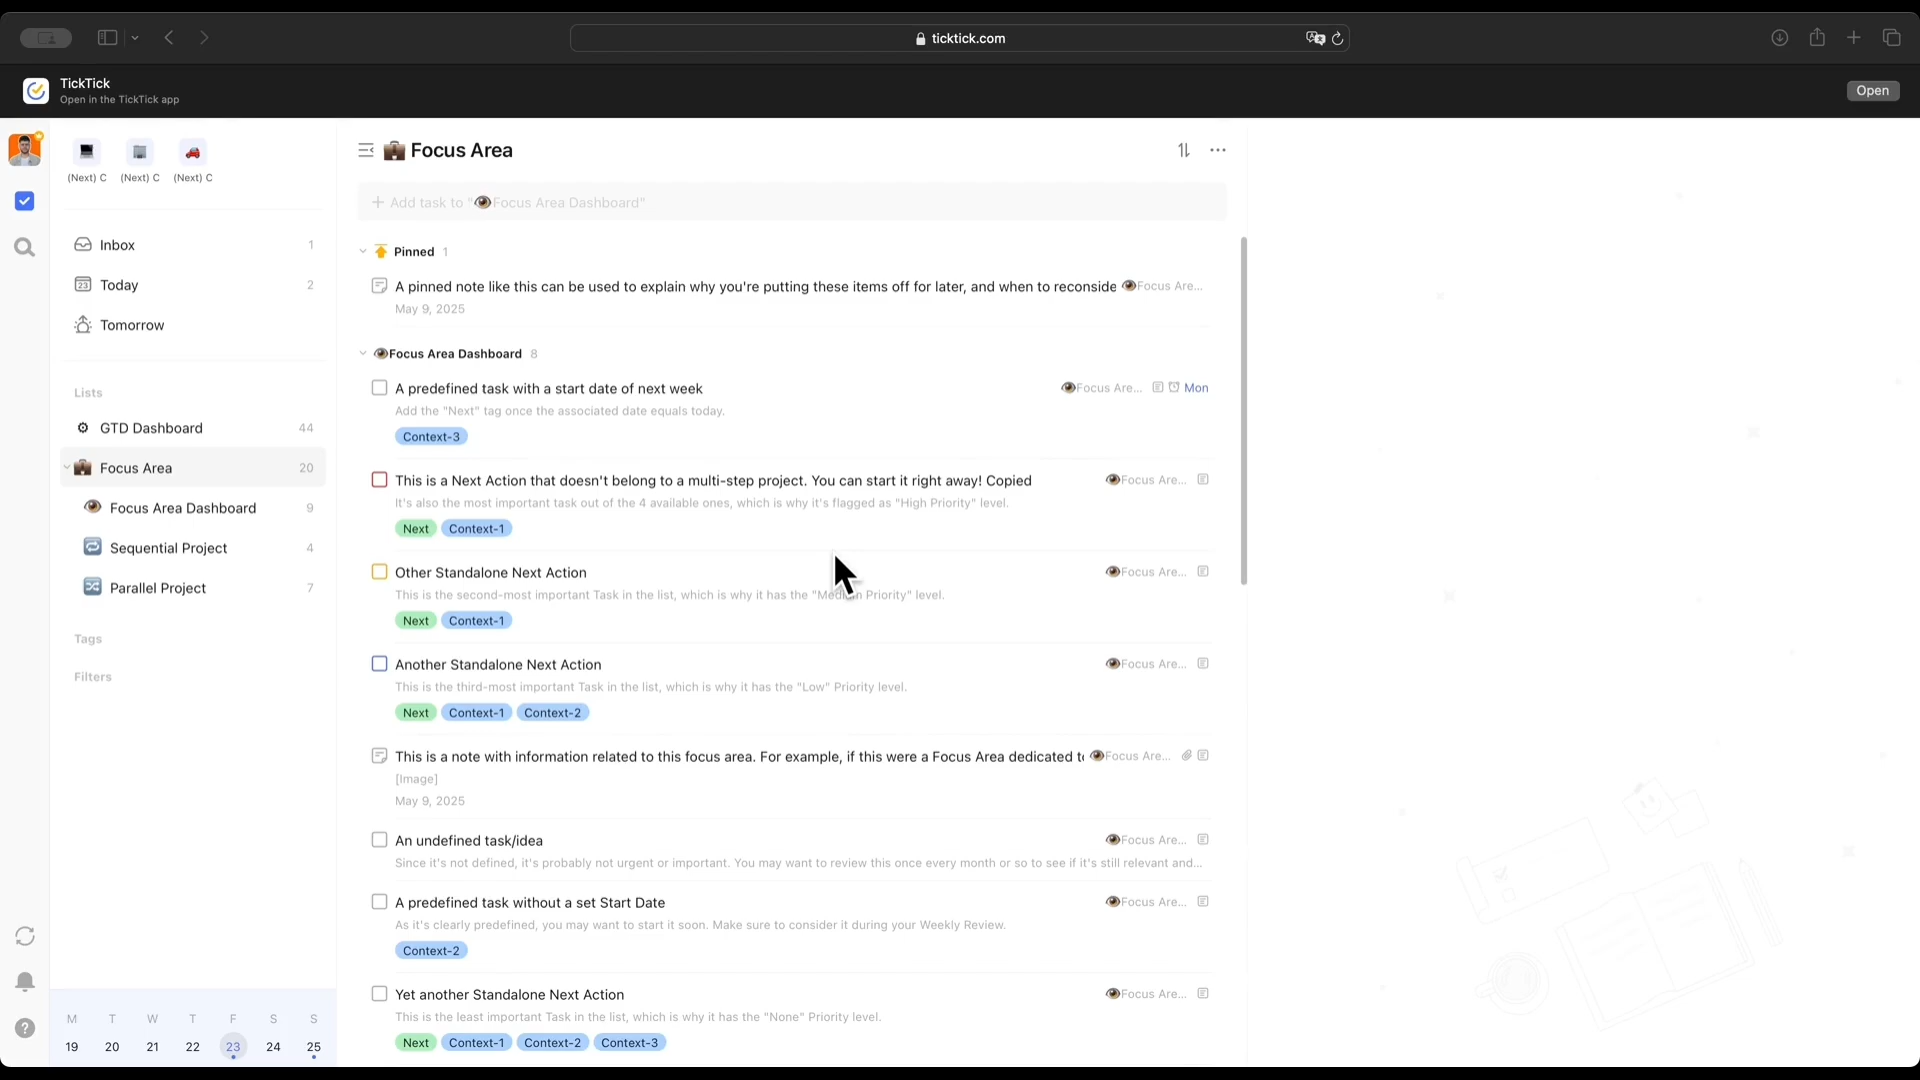 ticktick.com
TickTick
Open in the TickTick app
Open
(Next) C
(Next) C
(Next) C
Inbox 1
Today 2
Tomorrow
Lists
GTD Dashboard 44
Focus Area 20
Focus Area Dashboard 9
Sequential Project 4
Parallel Project 7
Tags
Filters
M T W T F S S
19 20 21 22 23 24 25
Focus Area
+ Add task to "👁Focus Area Dashboard"
Pinned 1
A pinned note like this can be used to explain why you're putting these items off for later, and when to reconside 👁Focus Are...
May 9, 2025
👁Focus Area Dashboard 8
A predefined task with a start date of next week 👁Focus Are... Mon
Add the "Next" tag once the associated date equals today.
Context-3
This is a Next Action that doesn't belong to a multi-step project. You can start it right away! Copied 👁Focus Are...
It's also the most important task out of the 4 available ones, which is why it's flagged as "High Priority" level.
Next Context-1
Other Standalone Next Action 👁Focus Are...
This is the second-most important Task in the list, which is why it has the "Medium Priority" level.
Next Context-1
Another Standalone Next Action 👁Focus Are...
This is the third-most important Task in the list, which is why it has the "Low" Priority level.
Next Context-1 Context-2
This is a note with information related to this focus area. For example, if this were a Focus Area dedicated to 👁Focus Are...
[Image]
May 9, 2025
An undefined task/idea 👁Focus Are...
Since it's not defined, it's probably not urgent or important. You may want to review this once every month or so to see if it's still relevant and...
A predefined task without a set Start Date 👁Focus Are...
As it's clearly predefined, you may want to start it soon. Make sure to consider it during your Weekly Review.
Context-2
Yet another Standalone Next Action 👁Focus Are...
This is the least important Task in the list, which is why it has the "None" Priority level.
Next Context-1 Context-2 Context-3